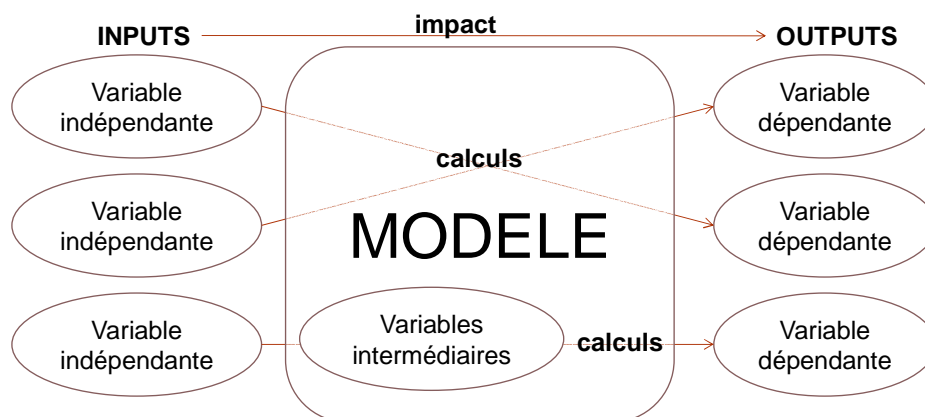 INPUTS
impact
OUTPUTS
Variable
indépendante
Variable
dépendante
calculs
Variable
indépendante
MODELE
Variable
dépendante
Variable
indépendante
Variables
intermédiaires
calculs
Variable
dépendante